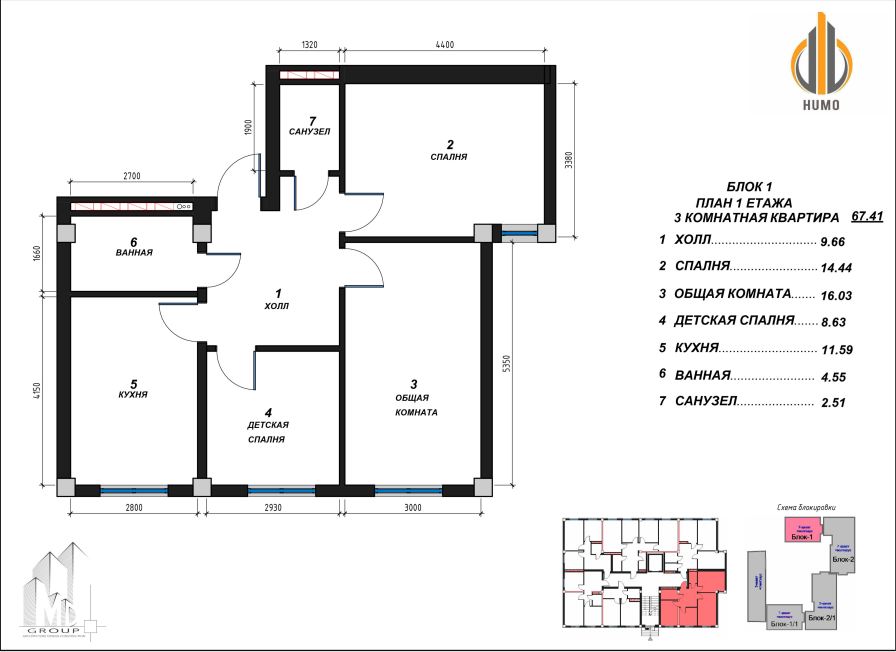 1320
4400
HUMO
1900
7
САНУЗЕЛ
2
СПАЛНЯ
3380
2700
БЛОК 1
ПЛАН 1 ЕТАЖА
3 КОМНАТНАЯ КВАРТИРА 67.41
1 ХОЛЛ 9.66
2 СПАЛНЯ 14.44
3 ОБЩАЯ КОМНАТА 16.03
4 ДЕТСКАЯ СПАЛНЯ 8.63
5 КУХНЯ 11.59
6 ВАННАЯ 4.55
7 САНУЗЕЛ 2.51
1660
6
ВАННАЯ
1
ХОЛЛ
5350
4150
5
КУХНЯ
4
ДЕТСКАЯ
СПАЛНЯ
3
ОБЩАЯ
КОМНАТА
2800
2930
3000
Схема блокировки
Блок-1
Блок-2
Блок-1/1
Блок-2/1
MD
GROUP